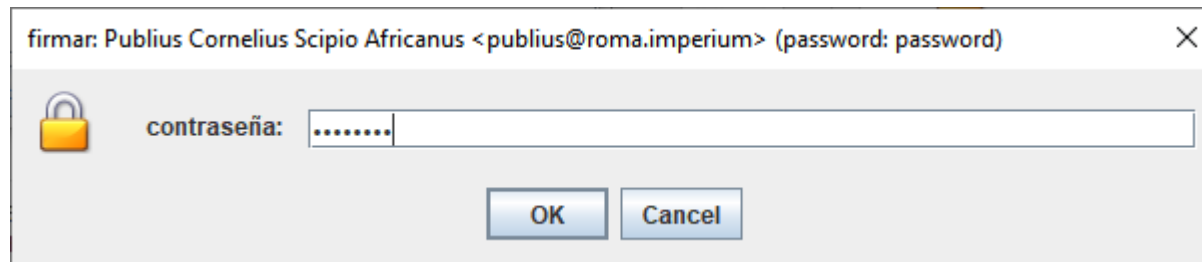 firmar: Publius Cornelius Scipio Africanus <publius@roma.imperium> (password: password)
contraseña: ••••••••
OK Cancel